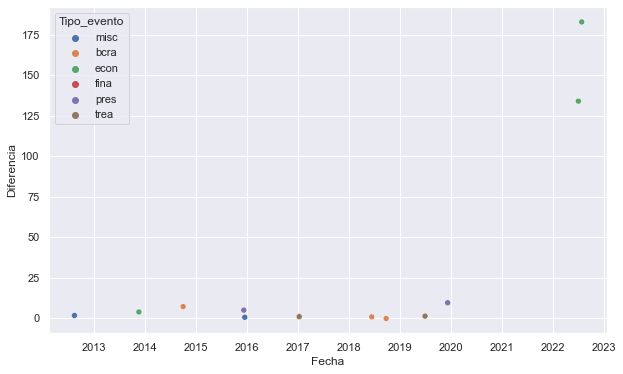 Tipo_evento
misc
bcra
econ
fina
pres
trea
175
150
125
100
75
50
25
0
Diferencia
2013 2014 2015 2016 2017 2018 2019 2020 2021 2022 2023
Fecha